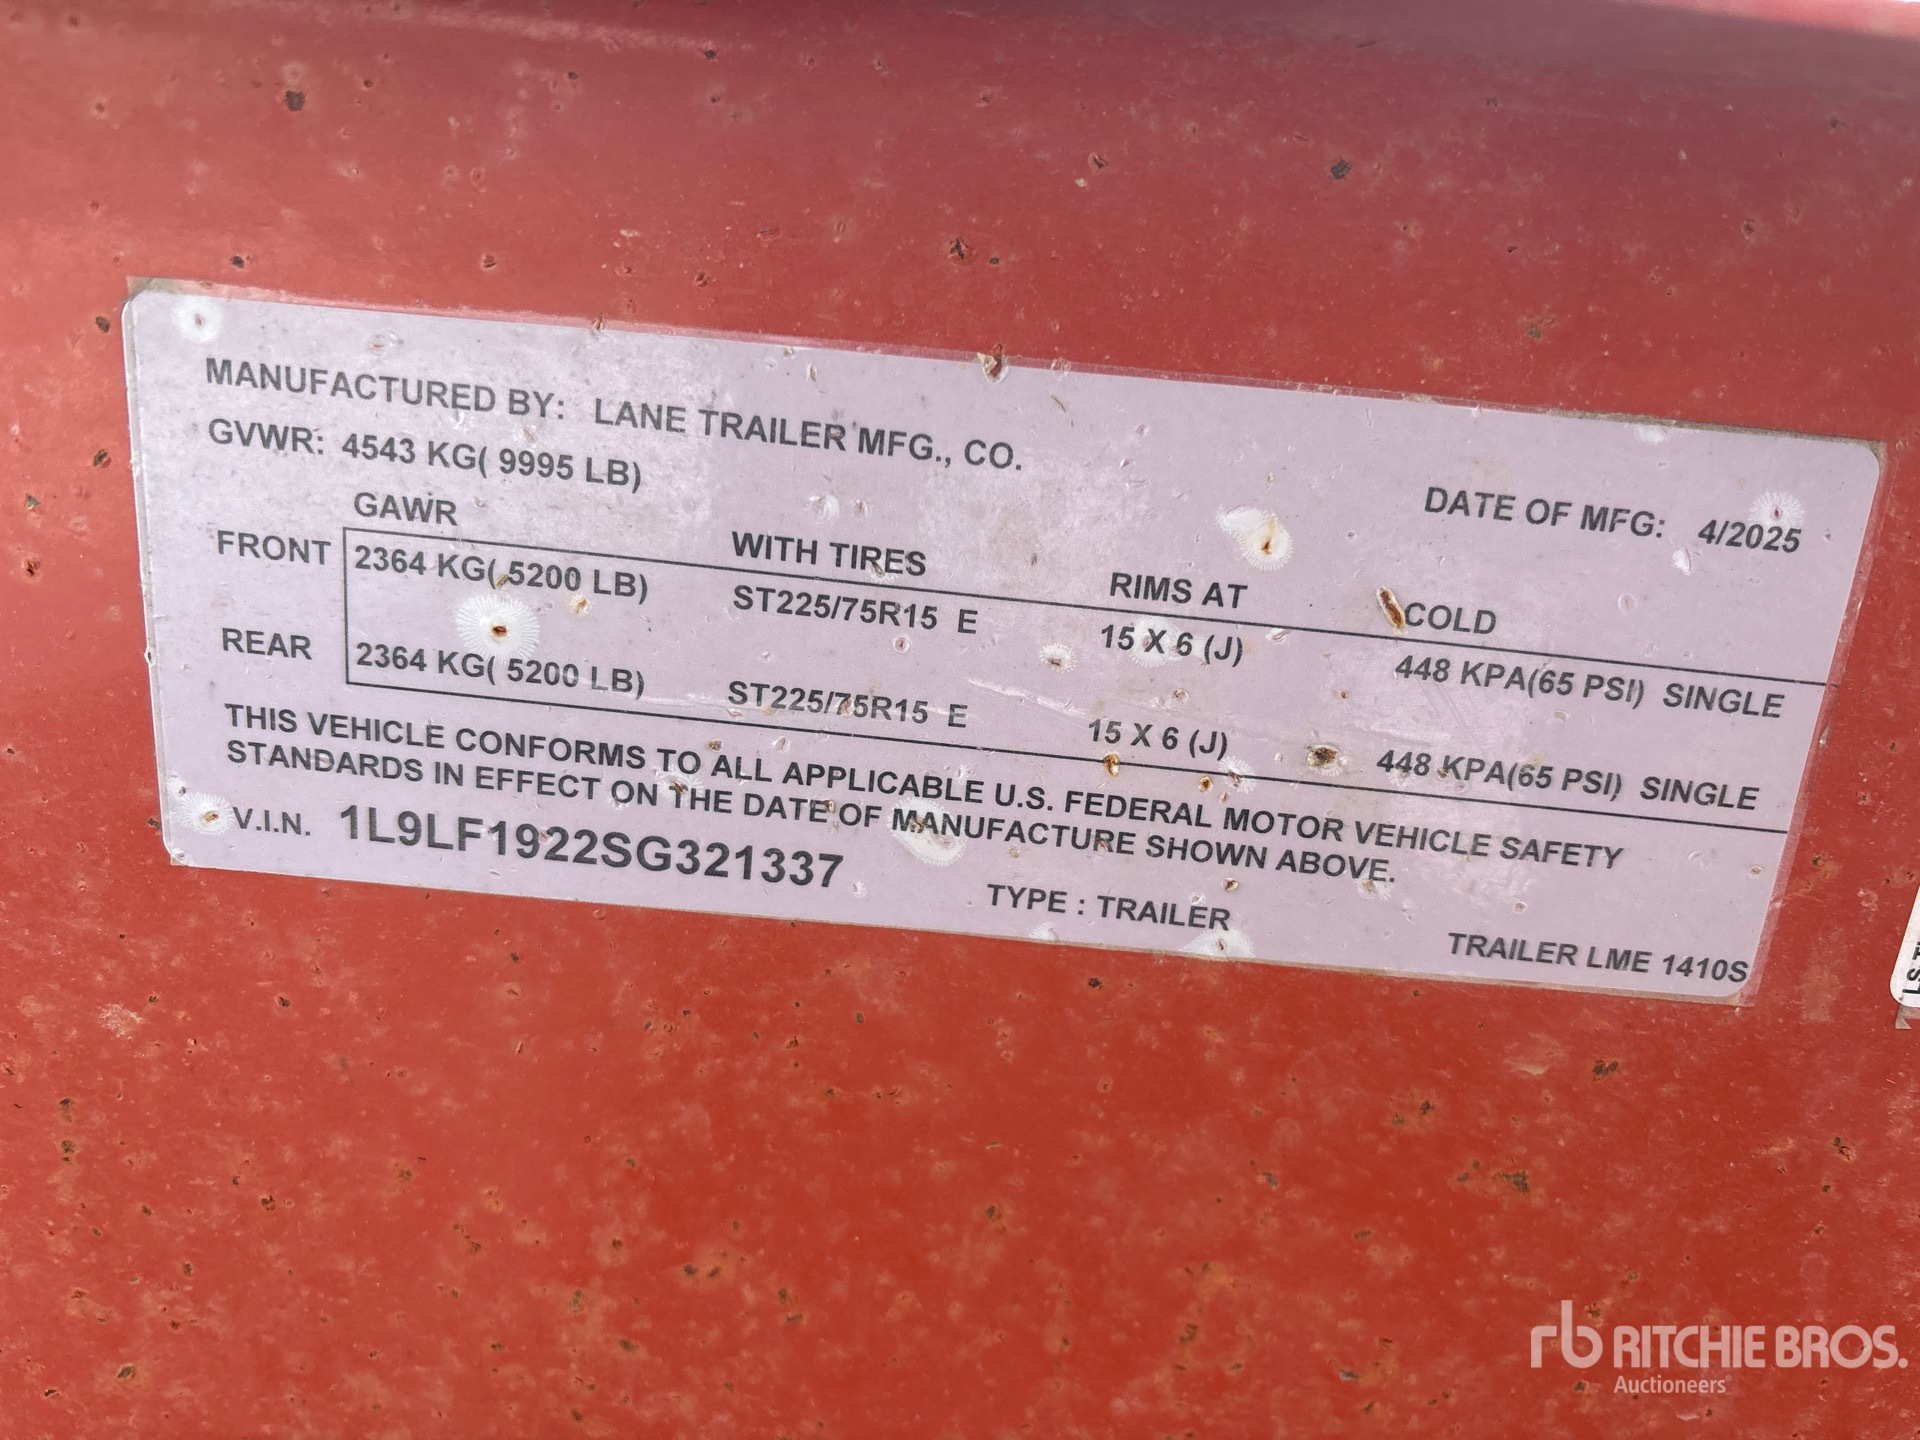 MANUFACTURED BY: LANE TRAILER MFG., CO.
GVWR: 4543 KG( 9995 LB)
DATE OF MFG: 4/2025
GAWR WITH TIRES RIMS AT COLD
FRONT 2364 KG( 5200 LB) ST225/75R15 E 15 X 6 (J) 448 KPA(65 PSI) SINGLE
REAR 2364 KG( 5200 LB) ST225/75R15 E 15 X 6 (J) 448 KPA(65 PSI) SINGLE
THIS VEHICLE CONFORMS TO ALL APPLICABLE U.S. FEDERAL MOTOR VEHICLE SAFETY
STANDARDS IN EFFECT ON THE DATE OF MANUFACTURE SHOWN ABOVE.
V.I.N. 1L9LF1922SG321337 TYPE : TRAILER TRAILER LME 1410S
rb RITCHIE BROS.
Auctioneers